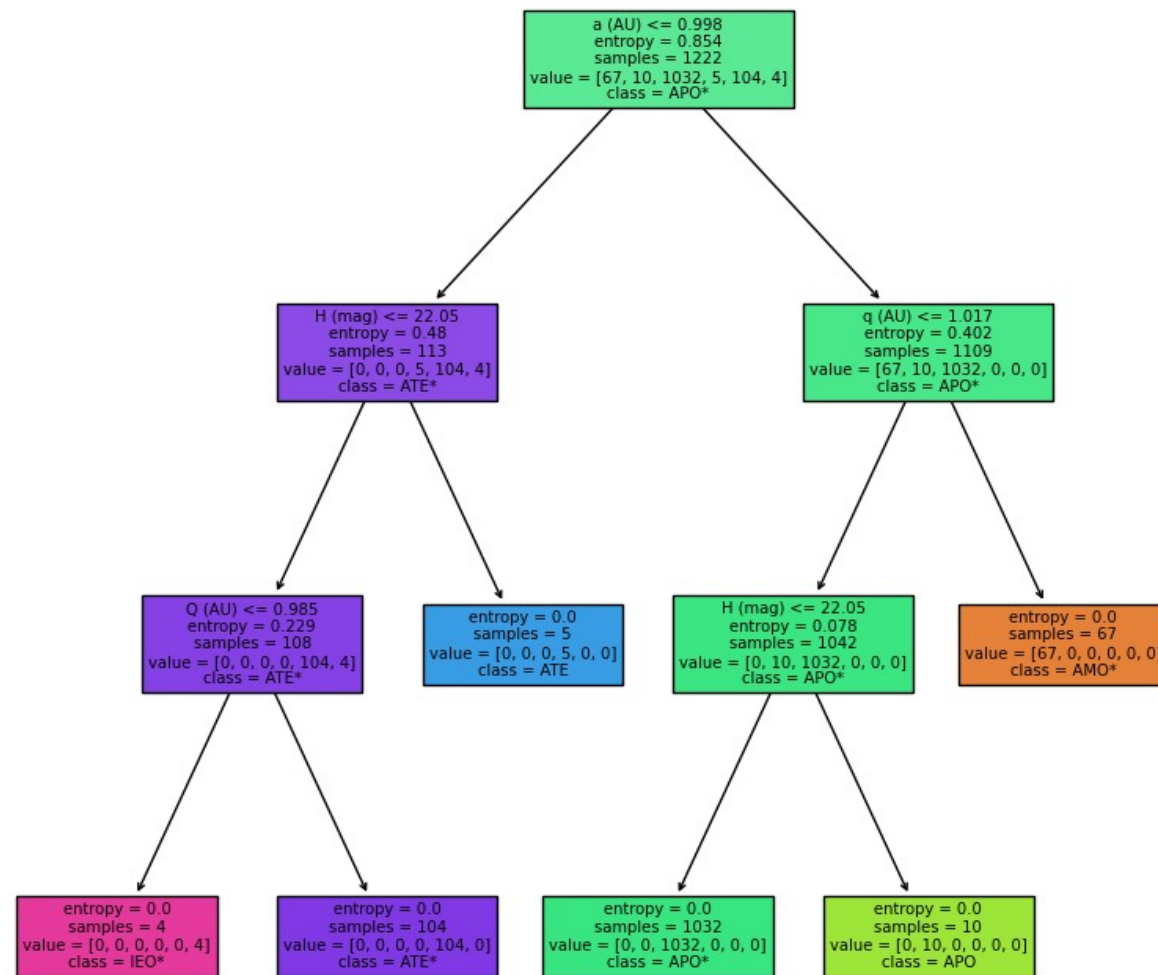 a (AU) <= 0.998
entropy = 0.854
samples = 1222
value = [67, 10, 1032, 5, 104, 4]
class = APO*
H (mag) <= 22.05
entropy = 0.48
samples = 113
value = [0, 0, 0, 5, 104, 4]
class = ATE*
q (AU) <= 1.017
entropy = 0.402
samples = 1109
value = [67, 10, 1032, 0, 0, 0]
class = APO*
Q (AU) <= 0.985
entropy = 0.229
samples = 108
value = [0, 0, 0, 0, 104, 4]
class = ATE*
entropy = 0.0
samples = 5
value = [0, 0, 0, 5, 0, 0]
class = ATE
H (mag) <= 22.05
entropy = 0.078
samples = 1042
value = [0, 10, 1032, 0, 0, 0]
class = APO*
entropy = 0.0
samples = 67
value = [67, 0, 0, 0, 0, 0]
class = AMO*
entropy = 0.0
samples = 4
value = [0, 0, 0, 0, 0, 4]
class = IEO*
entropy = 0.0
samples = 104
value = [0, 0, 0, 0, 104, 0]
class = ATE*
entropy = 0.0
samples = 1032
value = [0, 0, 1032, 0, 0, 0]
class = APO*
entropy = 0.0
samples = 10
value = [0, 10, 0, 0, 0, 0]
class = APO